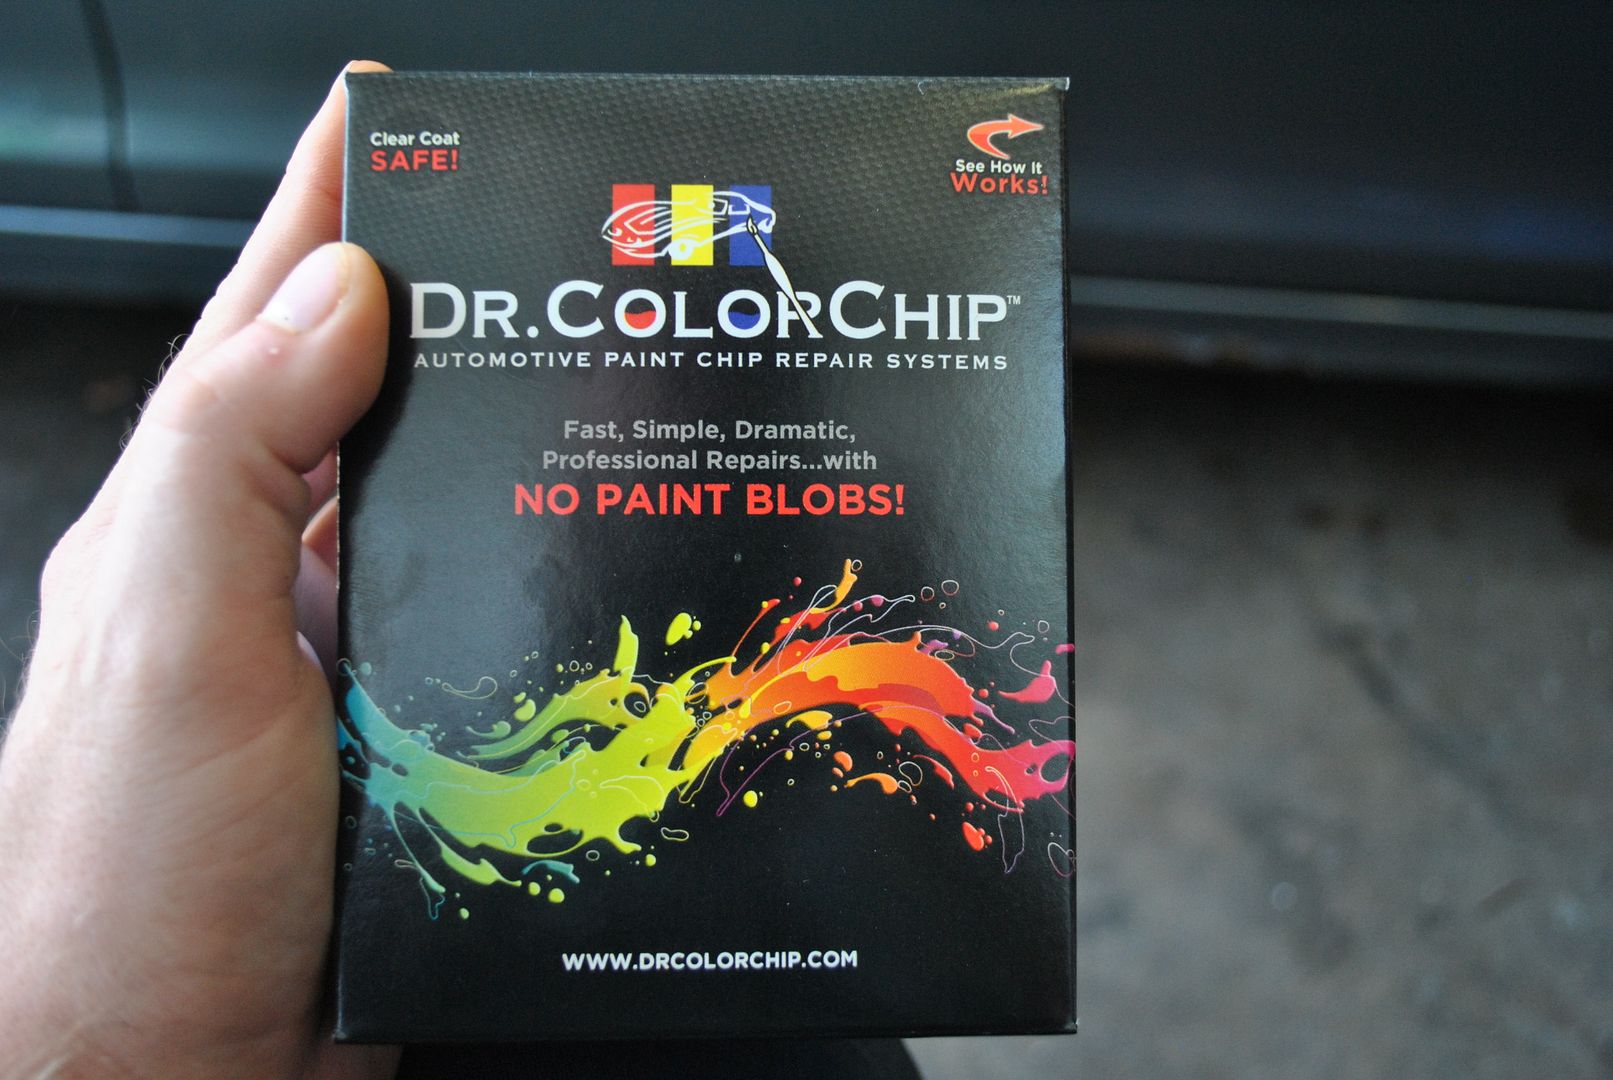 Clear Coat
SAFE!
See How It
Works!
DR.COLORCHIP™
AUTOMOTIVE PAINT CHIP REPAIR SYSTEMS
Fast, Simple, Dramatic,
Professional Repairs...with
NO PAINT BLOBS!
WWW.DRCOLORCHIP.COM